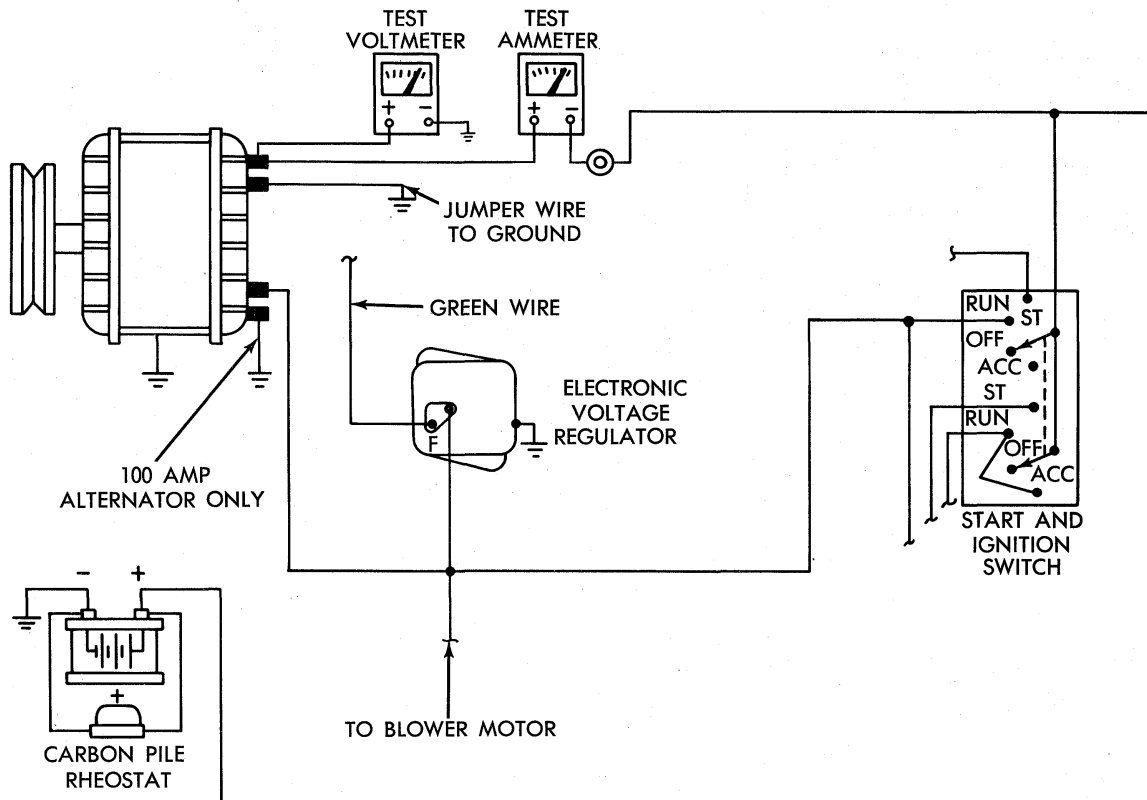 TEST
VOLTMETER
TEST
AMMETER
+ −
+ −
JUMPER WIRE
TO GROUND
GREEN WIRE
RUN
ST
OFF
ACC
ST
RUN
OFF
ACC
START AND
IGNITION
SWITCH
ELECTRONIC
VOLTAGE
REGULATOR
F
100 AMP
ALTERNATOR ONLY
− +
+
CARBON PILE
RHEOSTAT
TO BLOWER MOTOR